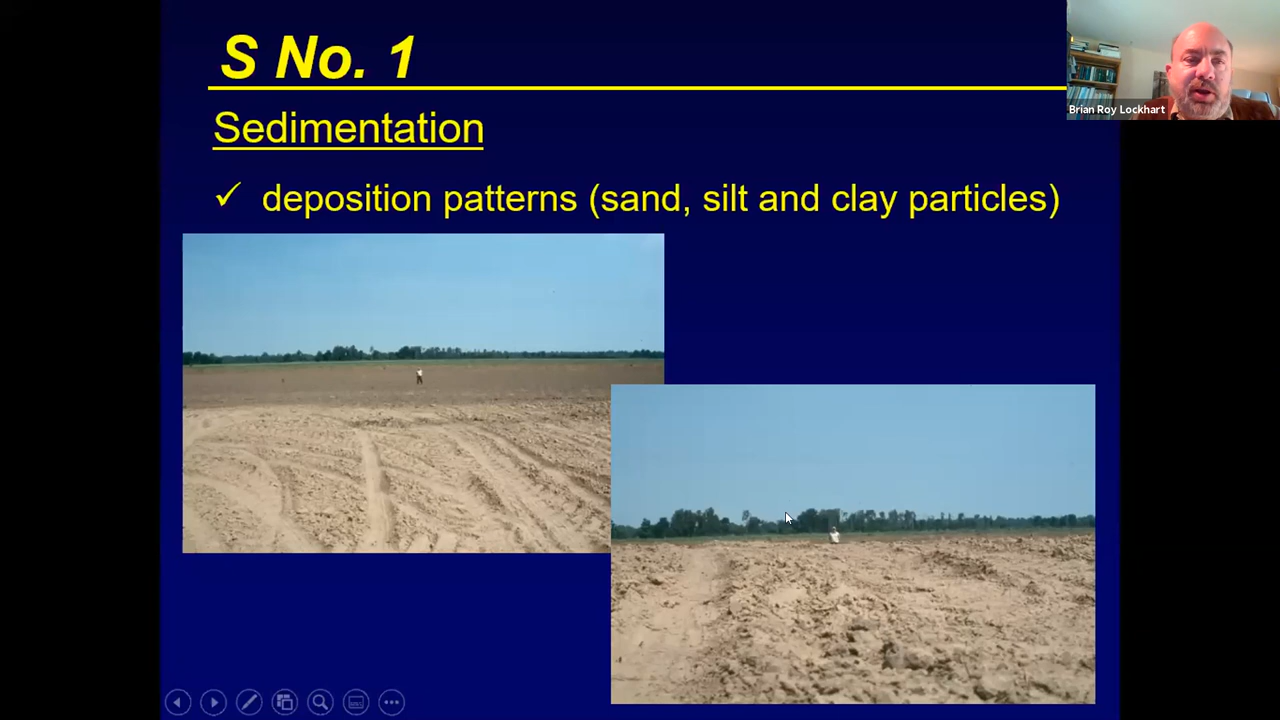 S No. 1
Brian Roy Lockhart
Sedimentation
✓ deposition patterns (sand, silt and clay particles)